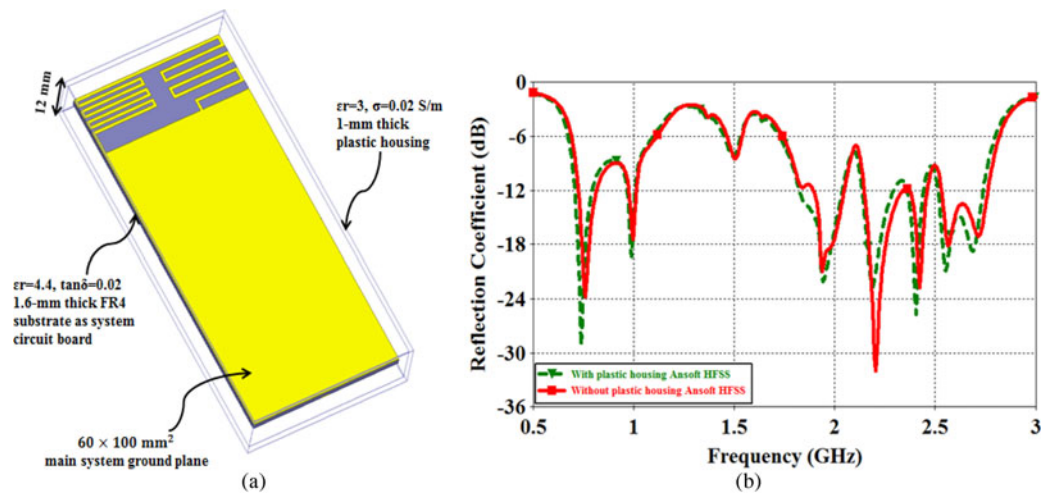 12 mm
εr=3, σ=0.02 S/m
1-mm thick
plastic housing
εr=4.4, tanδ=0.02
1.6-mm thick FR4
substrate as system
circuit board
60 × 100 mm²
main system ground plane
(a)
Reflection Coefficient (dB)
0
-6
-12
-18
-24
-30
-36
With plastic housing Ansoft HFSS
Without plastic housing Ansoft HFSS
0.5 1 1.5 2 2.5 3
Frequency (GHz)
(b)